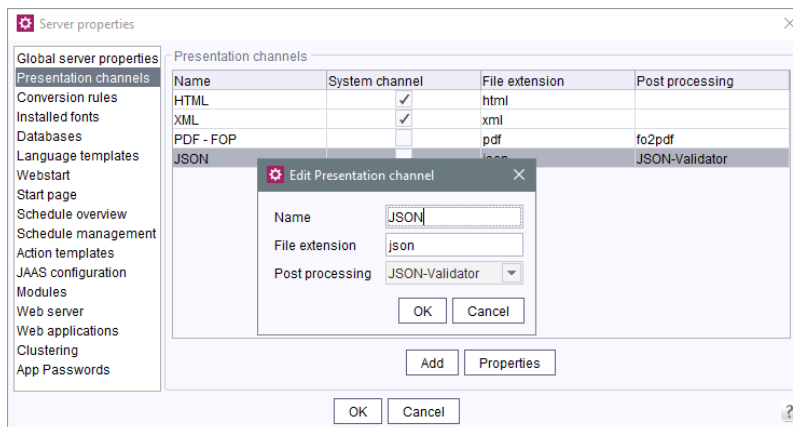 Server properties
Global server properties
Presentation channels
Conversion rules
Installed fonts
Databases
Language templates
Webstart
Start page
Schedule overview
Schedule management
Action templates
JAAS configuration
Modules
Web server
Web applications
Clustering
App Passwords
Presentation channels
Name System channel File extension Post processing
HTML html
XML xml
PDF - FOP pdf fo2pdf
JSON json JSON-Validator
Edit Presentation channel
Name JSON
File extension json
Post processing JSON-Validator
OK Cancel
Add Properties
OK Cancel
?